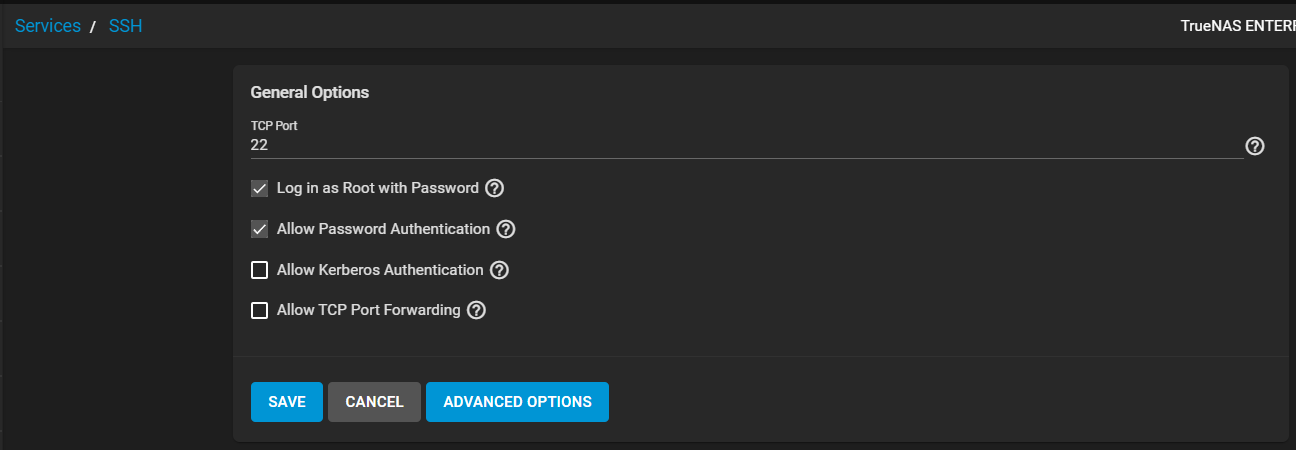 Services / SSH
TrueNAS ENTER
General Options
TCP Port
22
Log in as Root with Password
Allow Password Authentication
Allow Kerberos Authentication
Allow TCP Port Forwarding
SAVE CANCEL ADVANCED OPTIONS